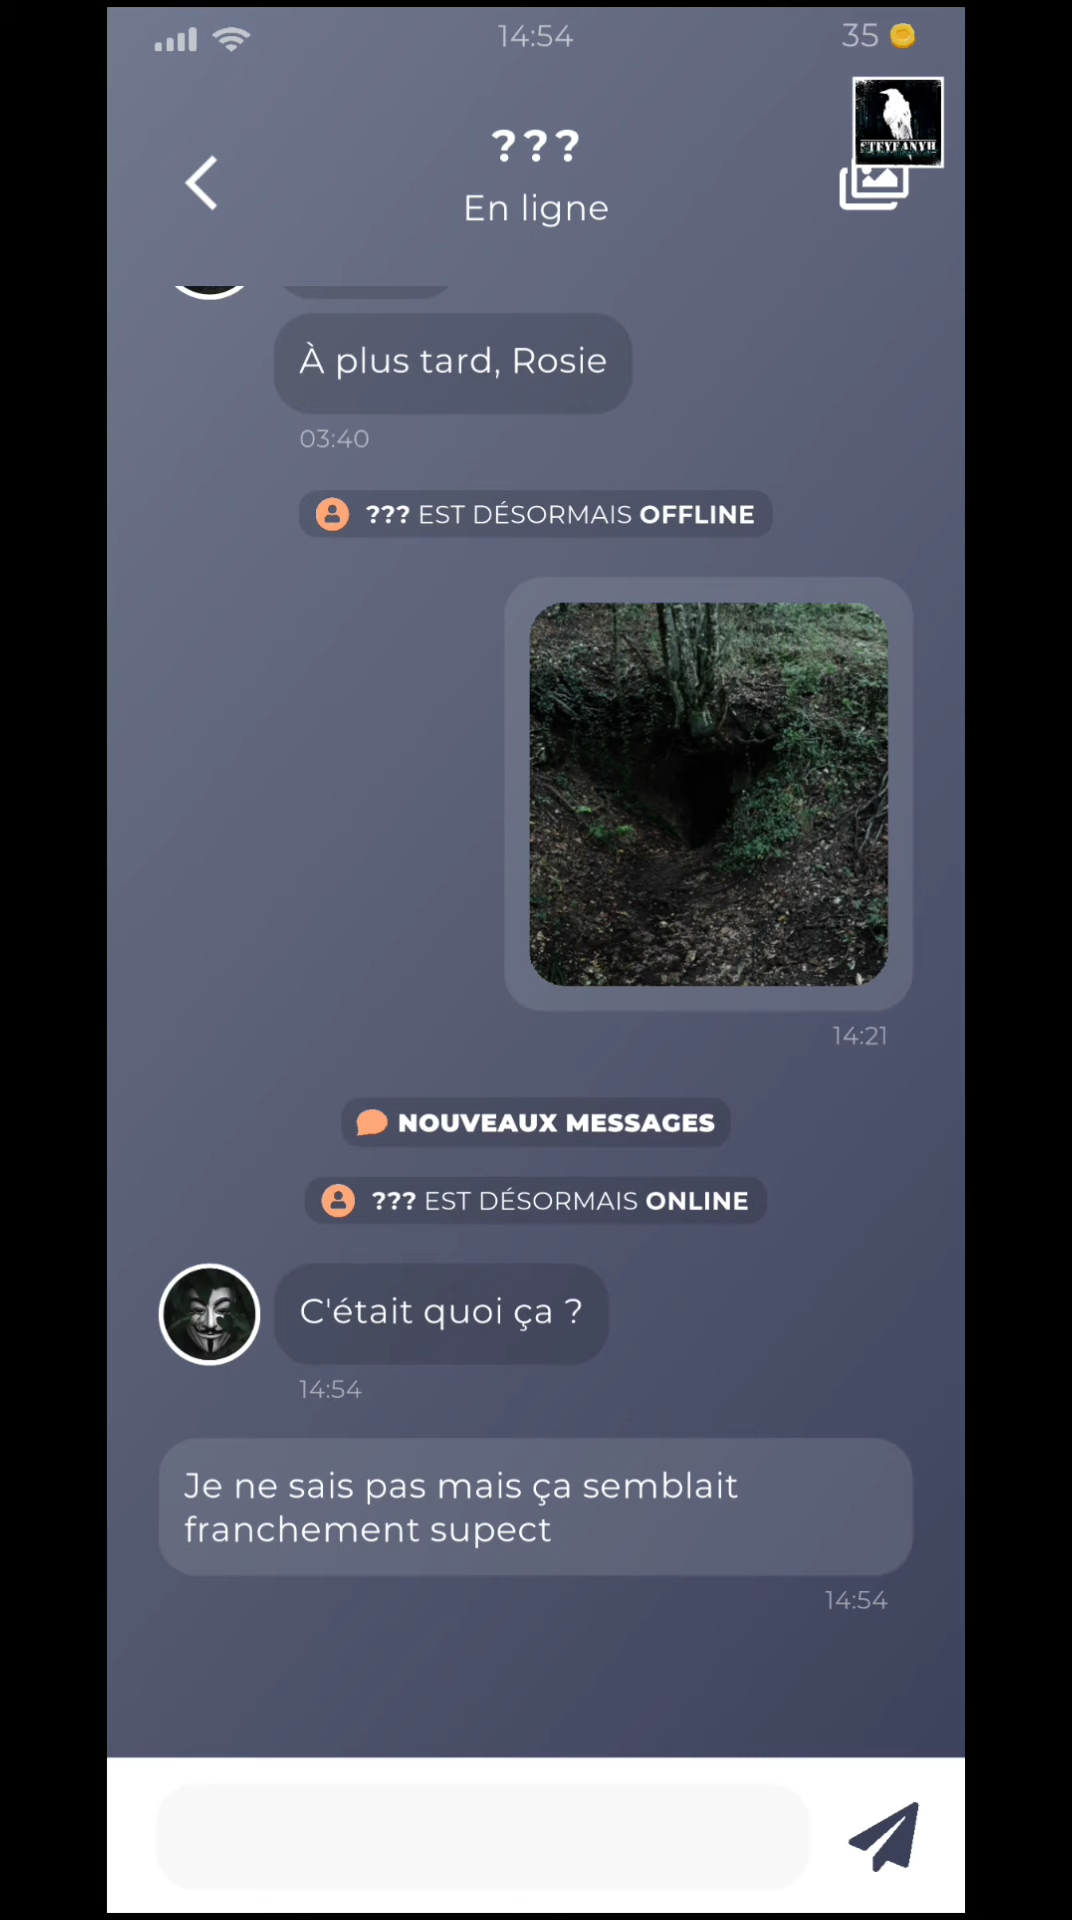 14:54
35
STEYFANYH
???
En ligne
À plus tard, Rosie
03:40
??? EST DÉSORMAIS OFFLINE
14:21
NOUVEAUX MESSAGES
??? EST DÉSORMAIS ONLINE
C'était quoi ça ?
14:54
Je ne sais pas mais ça semblait
franchement supect
14:54